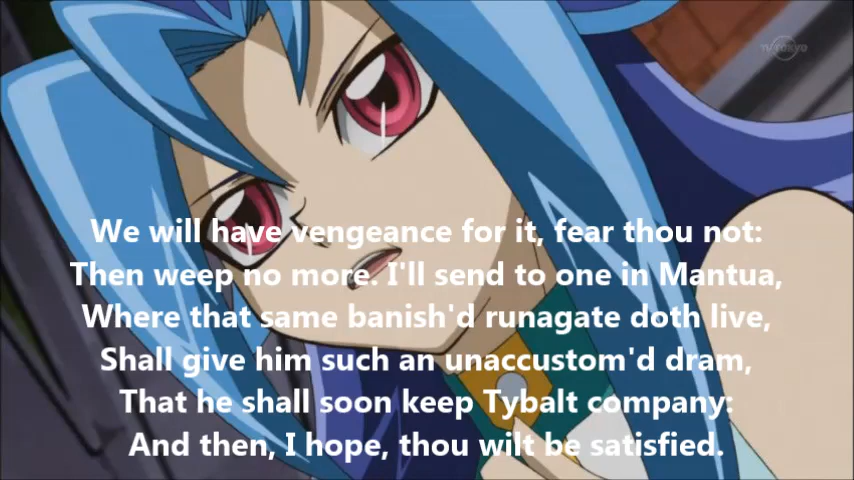 TV TOKYO
We will have vengeance for it, fear thou not:
Then weep no more. I'll send to one in Mantua,
Where that same banish'd runagate doth live,
Shall give him such an unaccustom'd dram,
That he shall soon keep Tybalt company:
And then, I hope, thou wilt be satisfied.